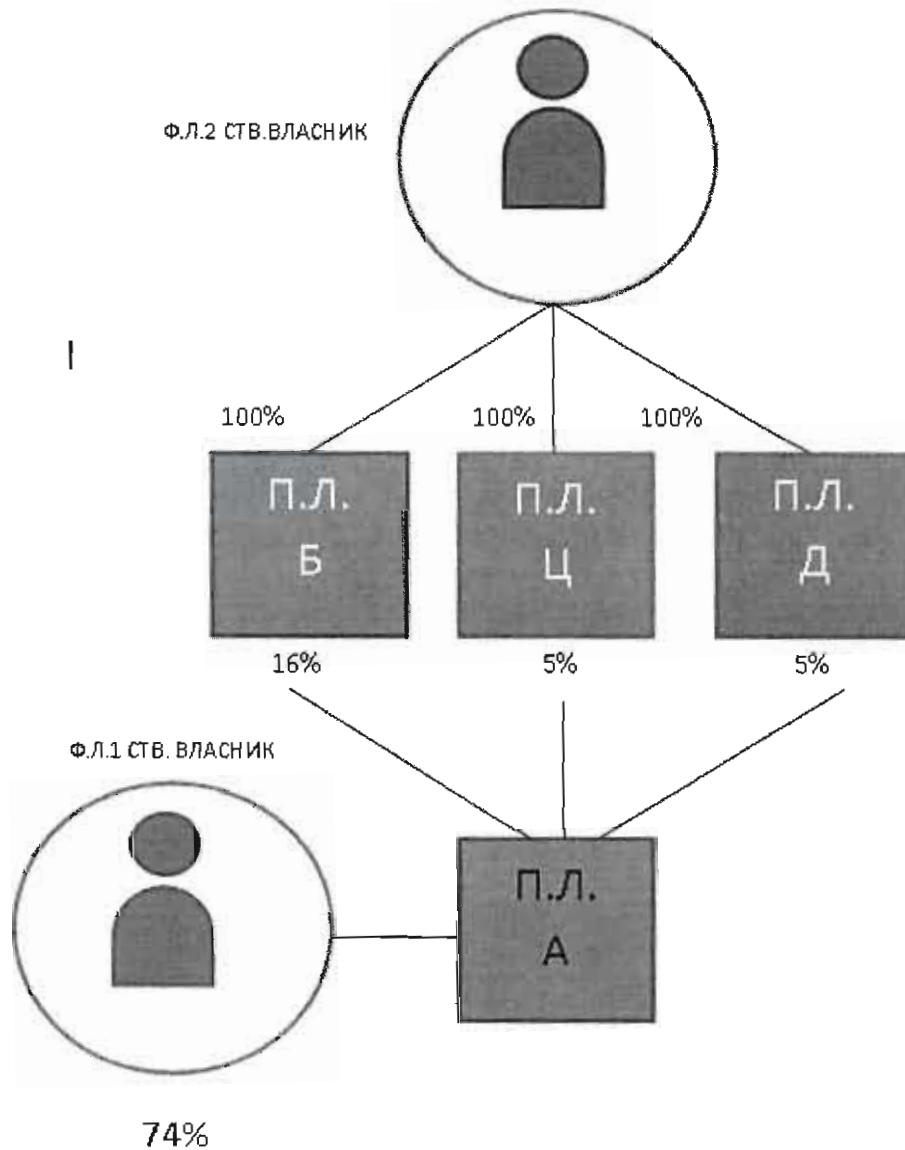 Ф.Л.2 СТВ.ВЛАСНИК
100%
100%
100%
П.Л.
Б
П.Л.
Ц
П.Л.
Д
16%
5%
5%
Ф.Л.1 СТВ. ВЛАСНИК
П.Л.
А
74%